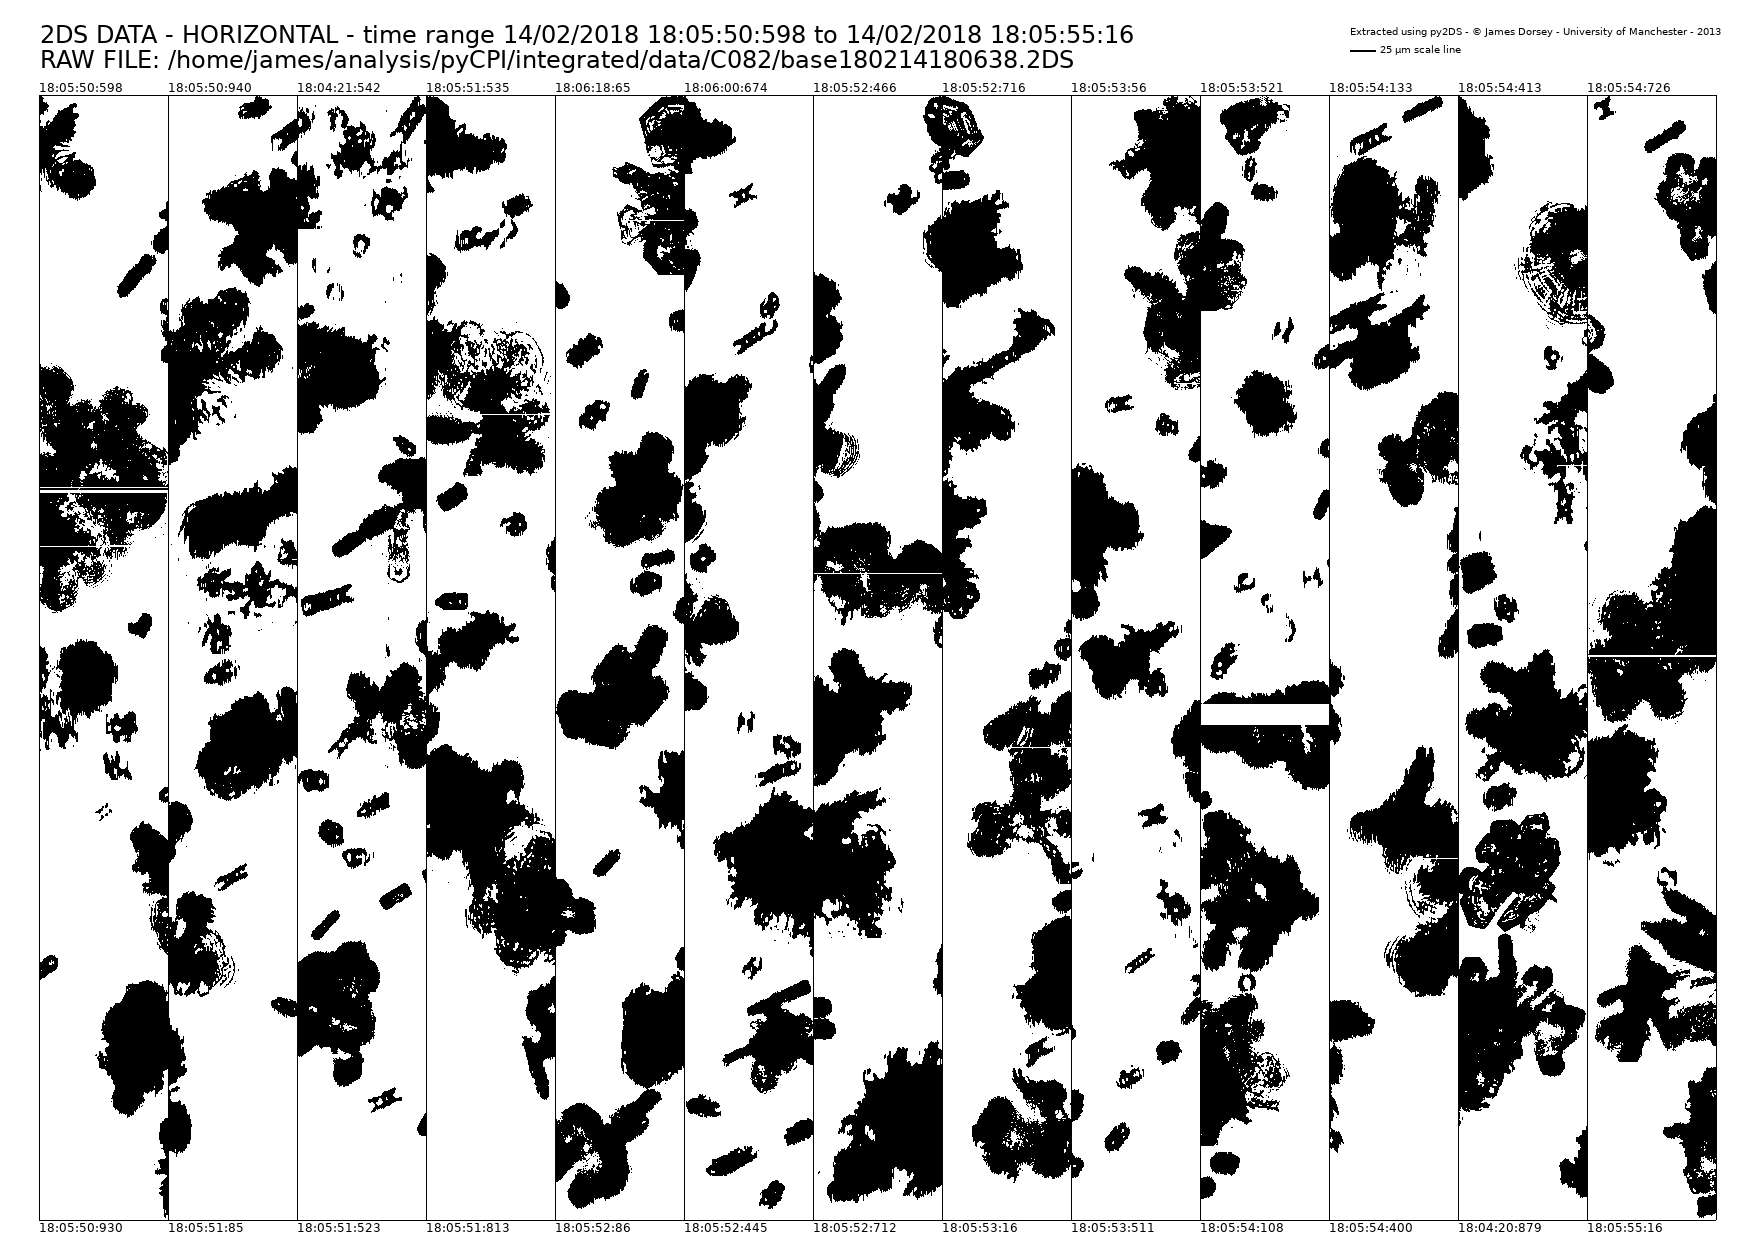 2DS DATA - HORIZONTAL - time range 14/02/2018 18:05:50:598 to 14/02/2018 18:05:55:16
RAW FILE: /home/james/analysis/pyCPI/integrated/data/C082/base180214180638.2DS
Extracted using py2DS - © James Dorsey - University of Manchester - 2013
25 µm scale line
18:05:50:598 18:05:50:940 18:04:21:542 18:05:51:535 18:06:18:65 18:06:00:674 18:05:52:466 18:05:52:716 18:05:53:56 18:05:53:521 18:05:54:133 18:05:54:413 18:05:54:726
18:05:50:930 18:05:51:85 18:05:51:523 18:05:51:813 18:05:52:86 18:05:52:445 18:05:52:712 18:05:53:16 18:05:53:511 18:05:54:108 18:05:54:400 18:04:20:879 18:05:55:16